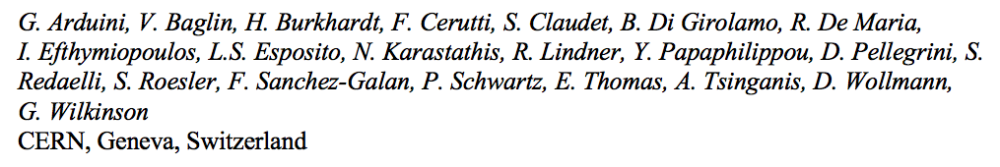 G. Arduini, V. Baglin, H. Burkhardt, F. Cerutti, S. Claudet, B. Di Girolamo, R. De Maria,
I. Efthymiopoulos, L.S. Esposito, N. Karastathis, R. Lindner, Y. Papaphilippou, D. Pellegrini, S.
Redaelli, S. Roesler, F. Sanchez-Galan, P. Schwartz, E. Thomas, A. Tsinganis, D. Wollmann,
G. Wilkinson
CERN, Geneva, Switzerland